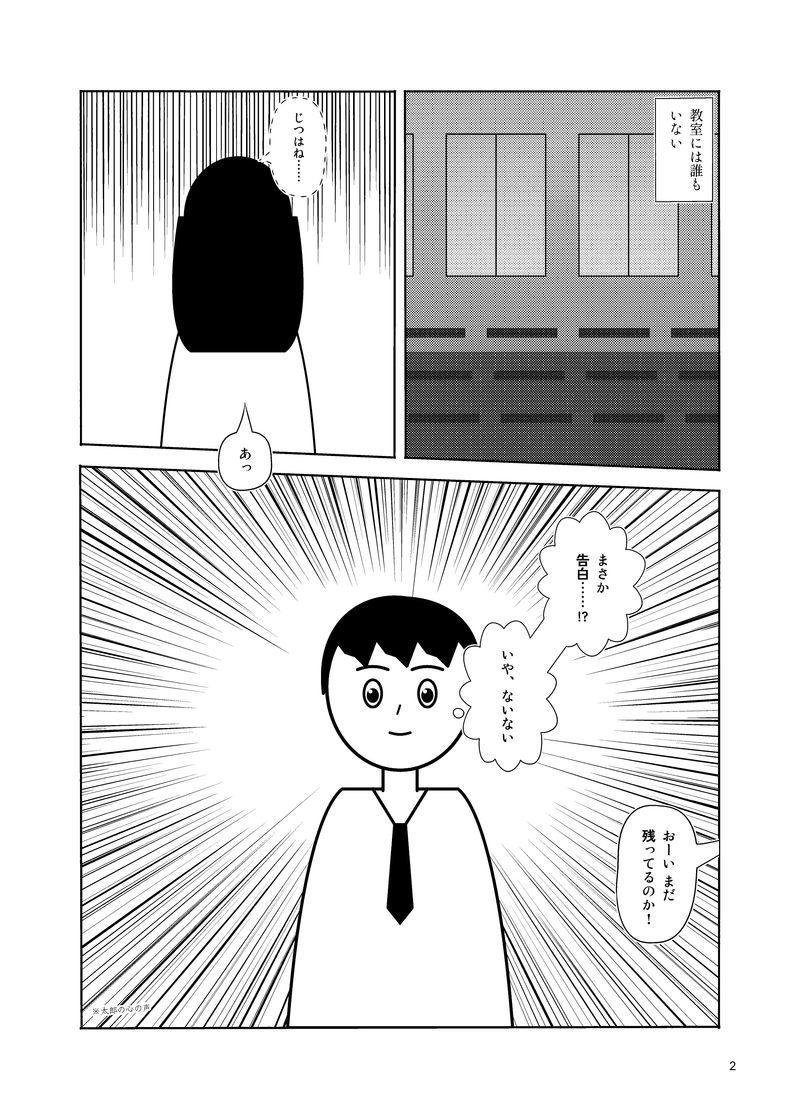 教室には誰も
いない
じつはね……
あっ
まさか
告白……!?
いや、ないない
おーい まだ
残ってるのか！
※太郎の心の声
2